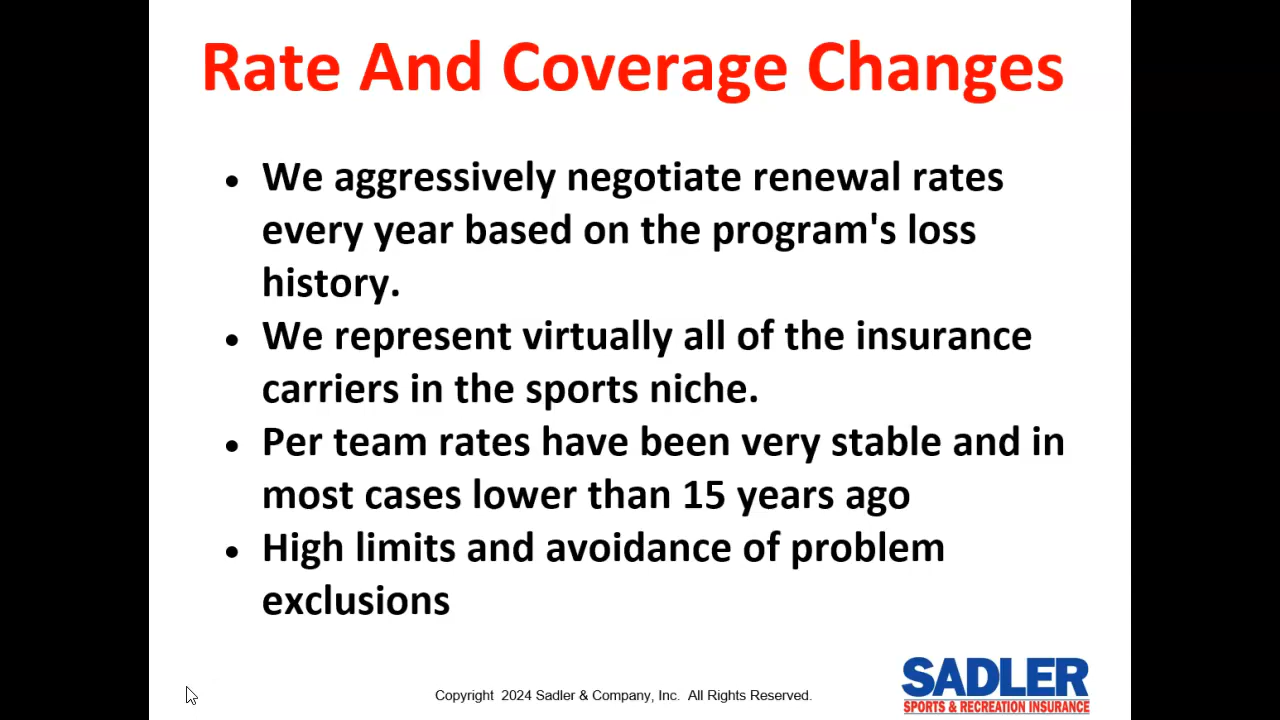 Rate And Coverage Changes
• We aggressively negotiate renewal rates
every year based on the program's loss
history.
• We represent virtually all of the insurance
carriers in the sports niche.
• Per team rates have been very stable and in
most cases lower than 15 years ago
• High limits and avoidance of problem
exclusions
Copyright 2024 Sadler & Company, Inc. All Rights Reserved.
SADLER
SPORTS & RECREATION INSURANCE